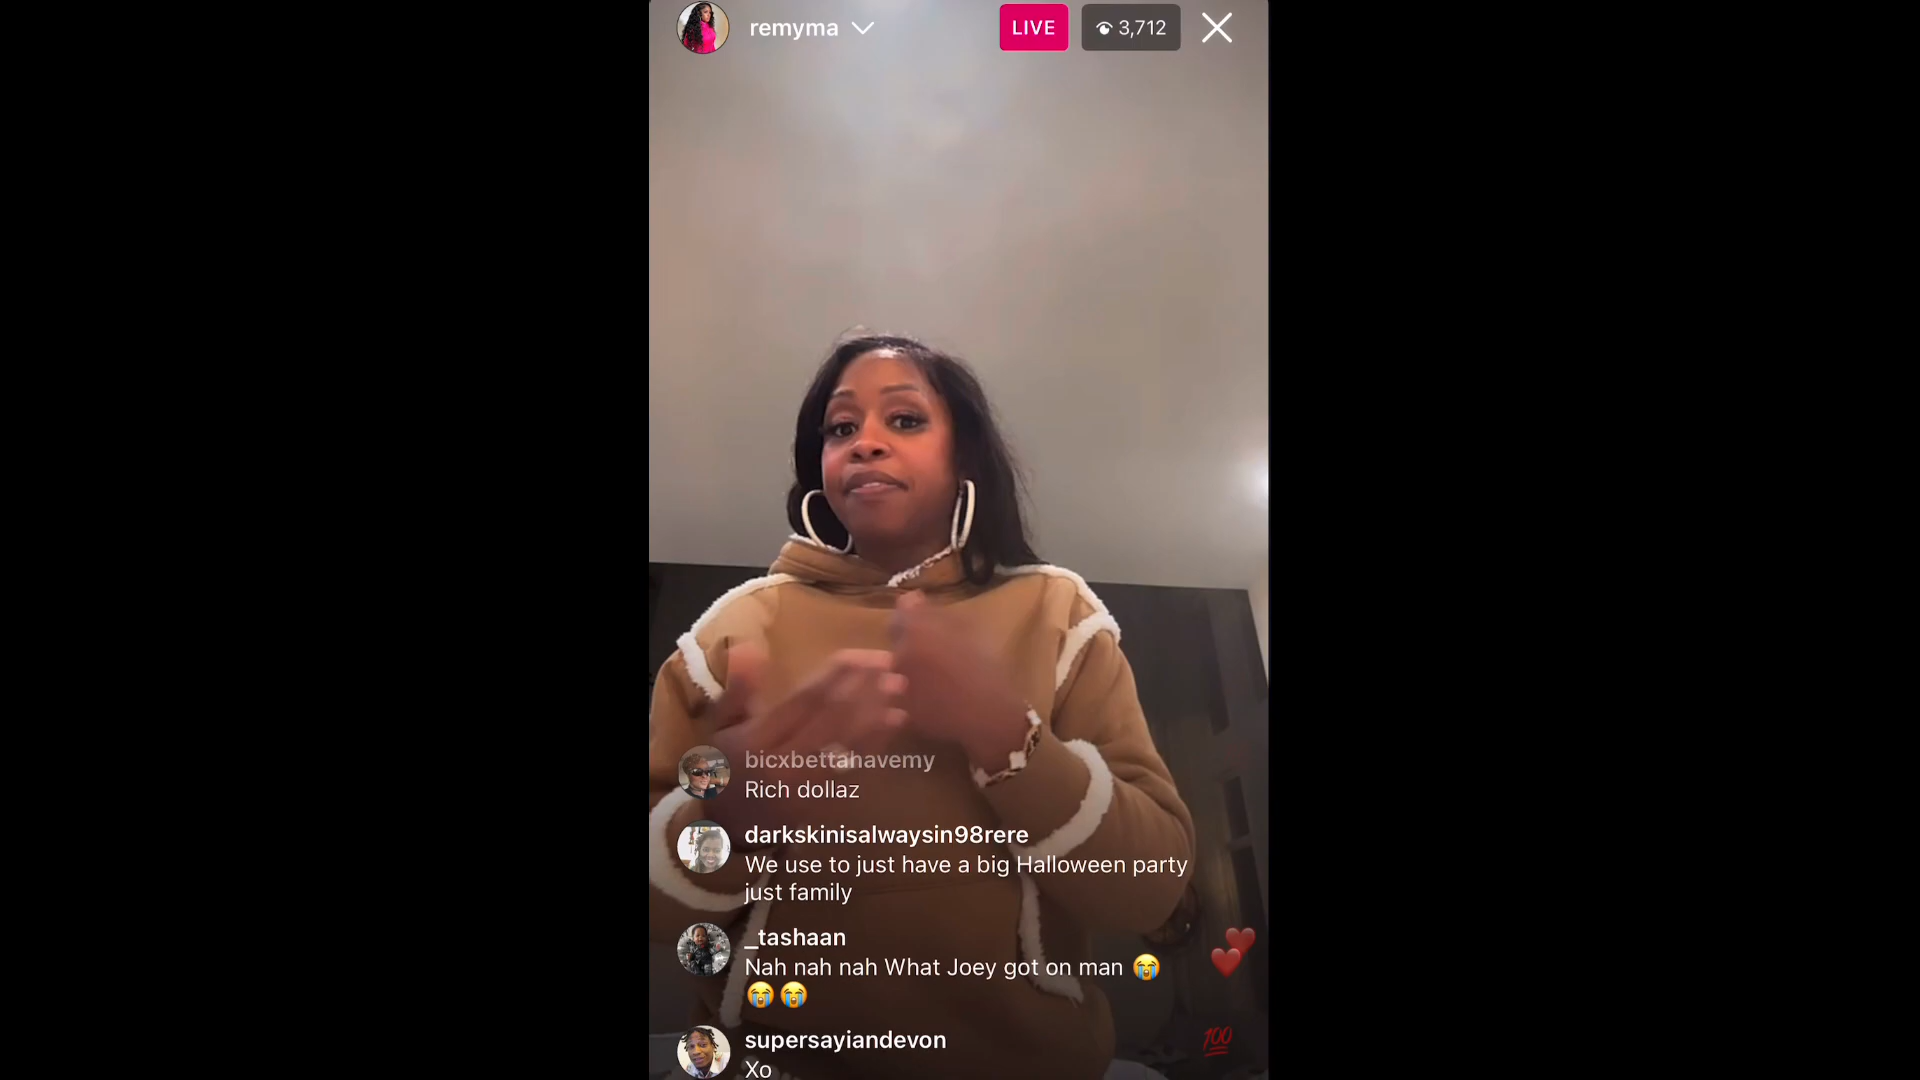 remyma
LIVE
3,712
bicxbettahavemy
Rich dollaz
darkskinisalwaysin98rere
We use to just have a big Halloween party
just family
_tashaan
Nah nah nah What Joey got on man 😭
😭😭
supersayiandevon
💯
Xo